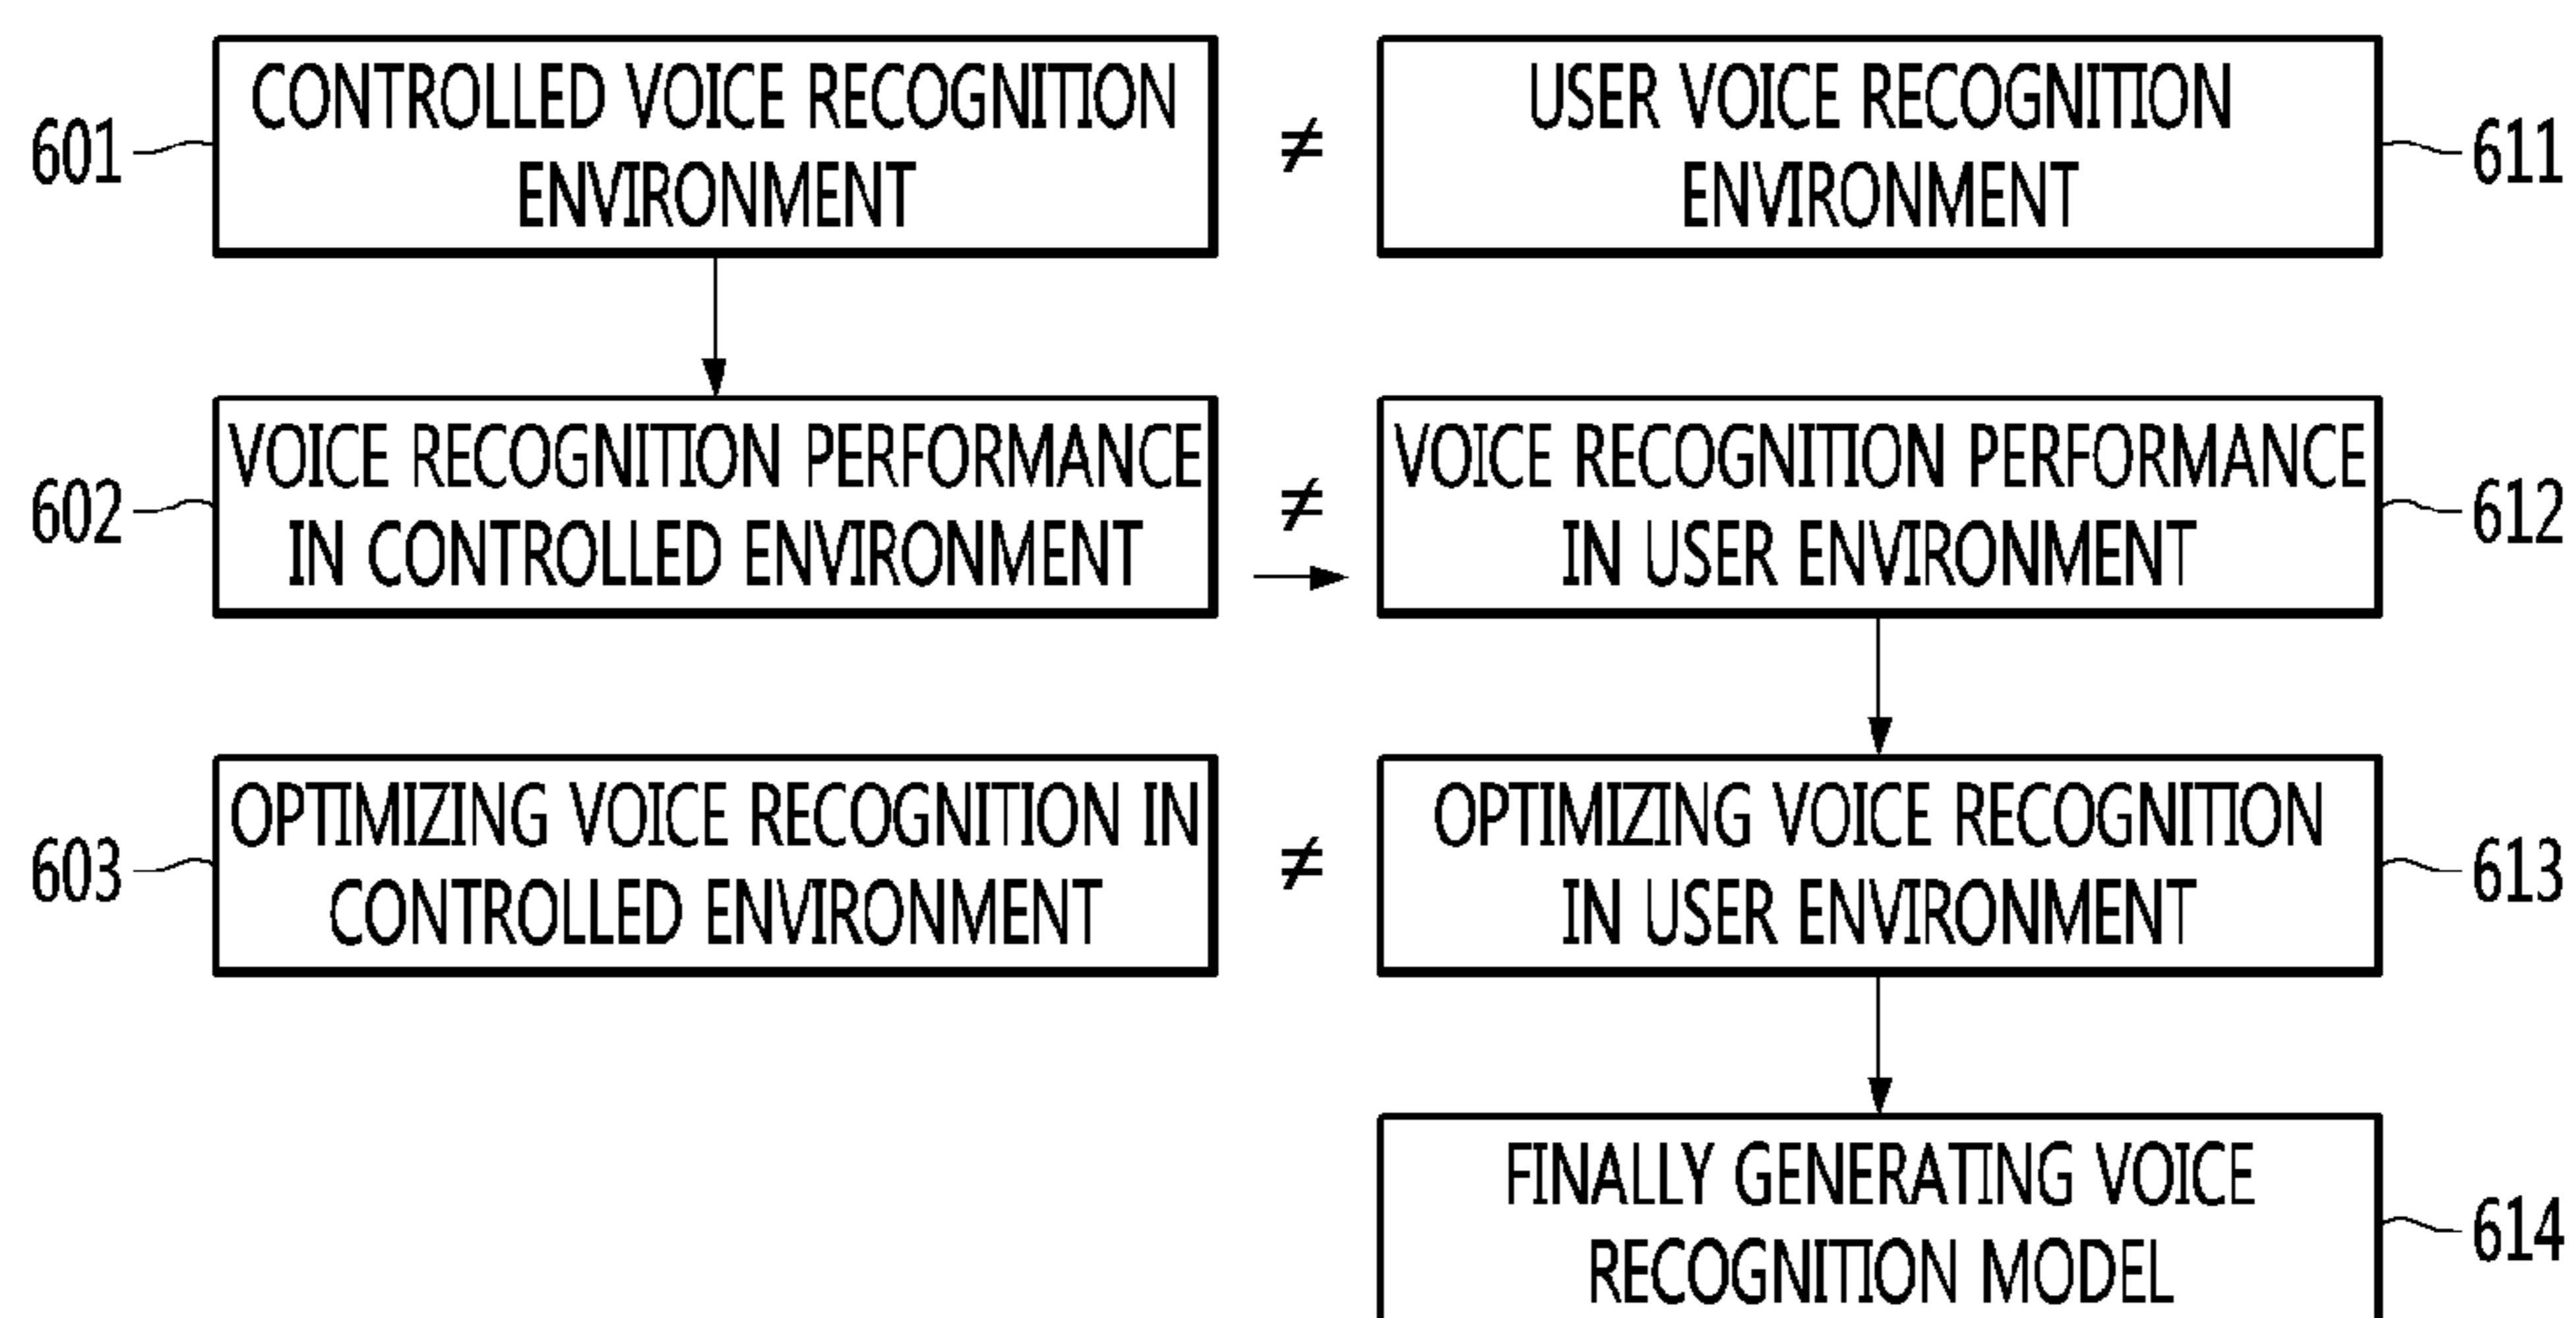 601
CONTROLLED VOICE RECOGNITION
ENVIRONMENT
≠
USER VOICE RECOGNITION
ENVIRONMENT
611
602
VOICE RECOGNITION PERFORMANCE
IN CONTROLLED ENVIRONMENT
≠
VOICE RECOGNITION PERFORMANCE
IN USER ENVIRONMENT
612
603
OPTIMIZING VOICE RECOGNITION IN
CONTROLLED ENVIRONMENT
≠
OPTIMIZING VOICE RECOGNITION
IN USER ENVIRONMENT
613
FINALLY GENERATING VOICE
RECOGNITION MODEL
614